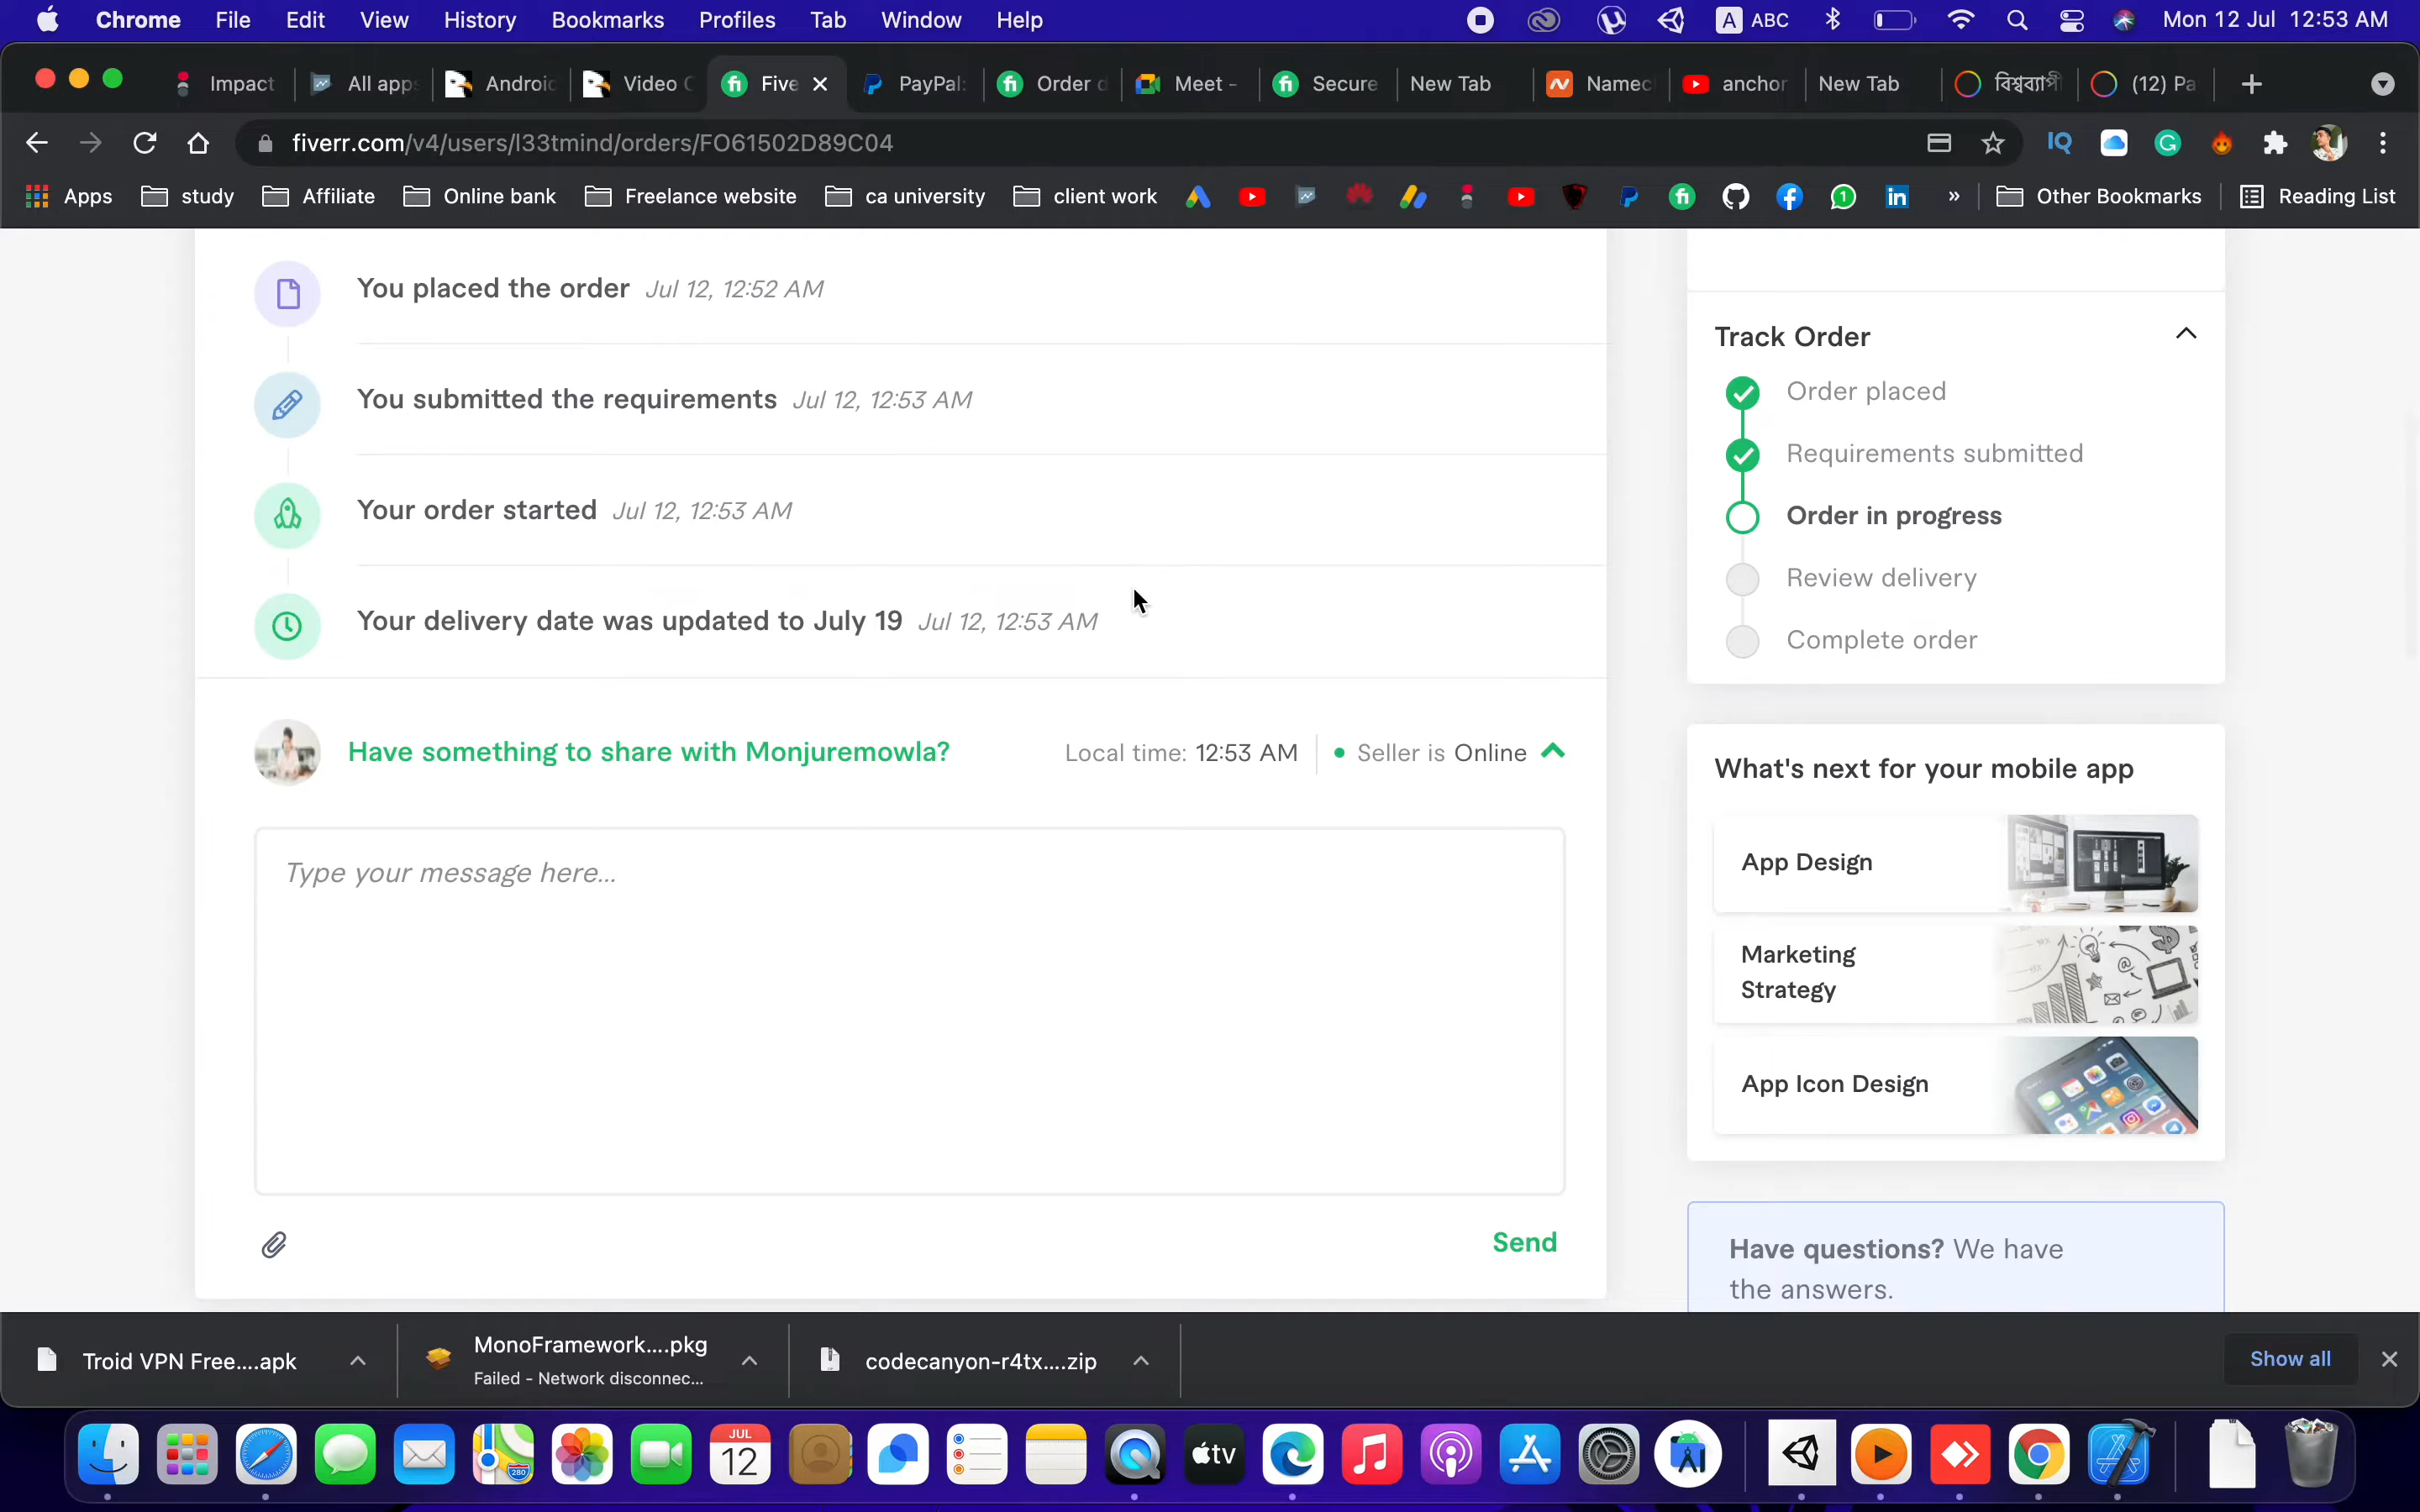 Chrome File Edit View History Bookmarks Profiles Tab Window Help A ABC Mon 12 Jul 12:53 AM
Impact All apps Android Video C Five PayPal: Order d Meet - Secure New Tab Namec anchor New Tab (12) Pa
fiverr.com/v4/users/l33tmind/orders/FO61502D89C04
Apps study Affiliate Online bank Freelance website ca university client work » Other Bookmarks Reading List
You placed the order Jul 12, 12:52 AM
You submitted the requirements Jul 12, 12:53 AM
Your order started Jul 12, 12:53 AM
Your delivery date was updated to July 19 Jul 12, 12:53 AM
Have something to share with Monjuremowla? Local time: 12:53 AM Seller is Online
Type your message here...
Send
Track Order
Order placed
Requirements submitted
Order in progress
Review delivery
Complete order
What's next for your mobile app
App Design
Marketing
Strategy
App Icon Design
Have questions? We have
the answers.
Troid VPN Free....apk
MonoFramework....pkg
Failed - Network disconnec...
codecanyon-r4tx....zip
Show all
JUL
12
tv
280